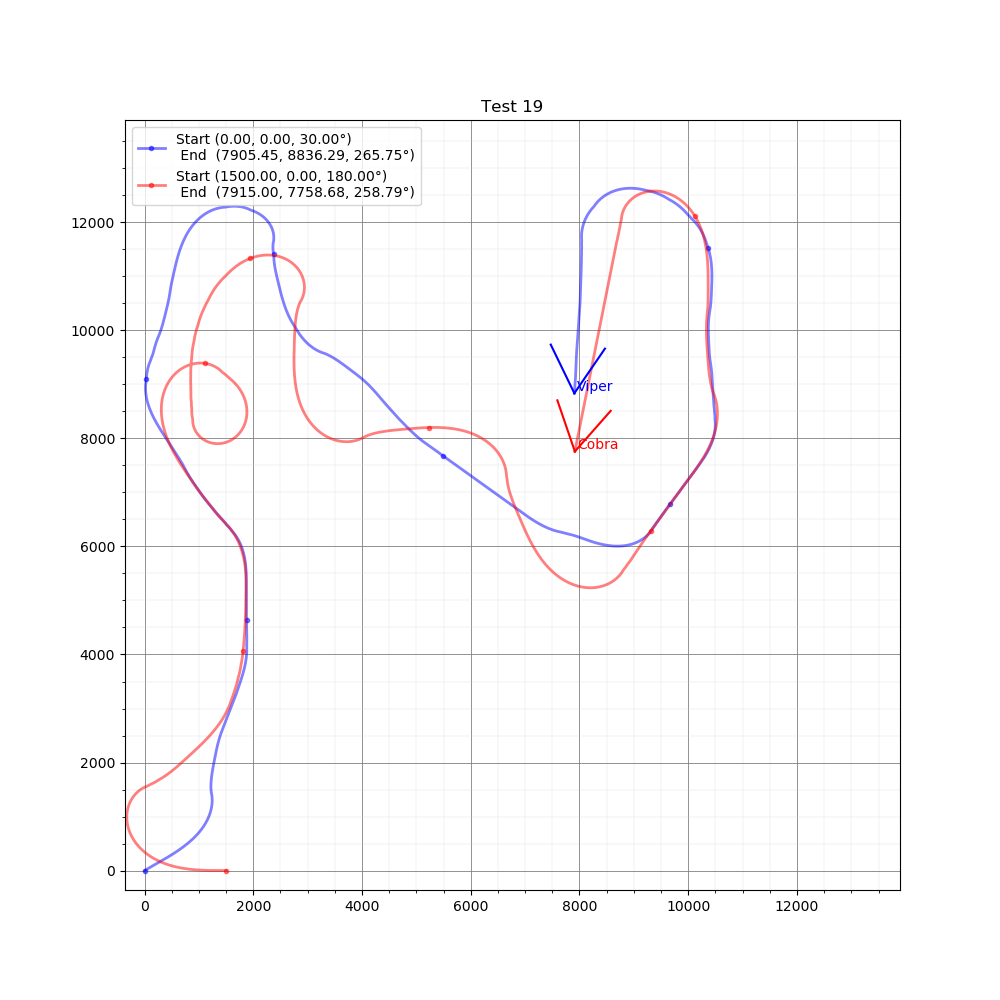 Test 19
Start (0.00, 0.00, 30.00°)
End (7905.45, 8836.29, 265.75°)
Start (1500.00, 0.00, 180.00°)
End (7915.00, 7758.68, 258.79°)
12000
10000
8000
6000
4000
2000
0
Viper
Cobra
0 2000 4000 6000 8000 10000 12000